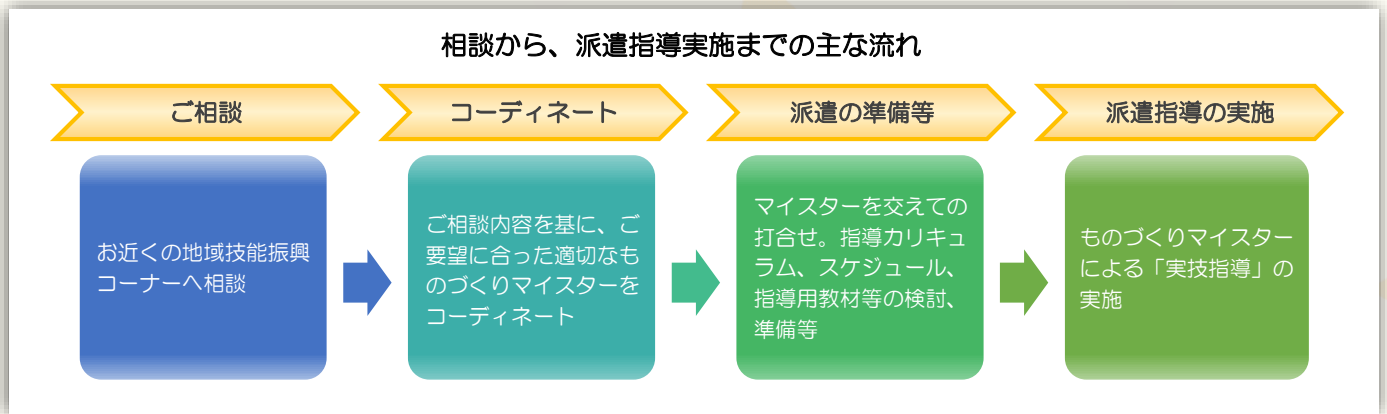 相談から、派遣指導実施までの主な流れ
ご相談
コーディネート
派遣の準備等
派遣指導の実施
お近くの地域技能振興
コーナーへ相談
ご相談内容を基に、ご
要望に合った適切なも
のづくりマイスターを
コーディネート
マイスターを交えての
打合せ。指導カリキュ
ラム、スケジュール、
指導用教材等の検討、
準備等
ものづくりマイスター
による「実技指導」の
実施